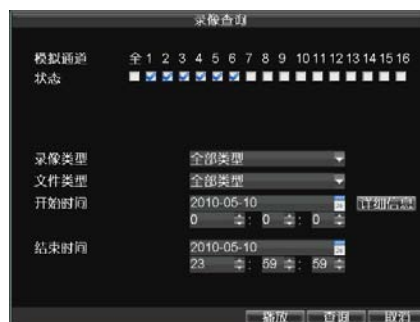 录像查询
模拟通道 全 1 2 3 4 5 6 7 8 9 10 11 12 13 14 15 16
状态
录像类型 全部类型
文件类型 全部类型
开始时间 2010-05-10 详细信息
0 : 0 : 0
结束时间 2010-05-10
23 : 59 : 59
播放 查询 取消